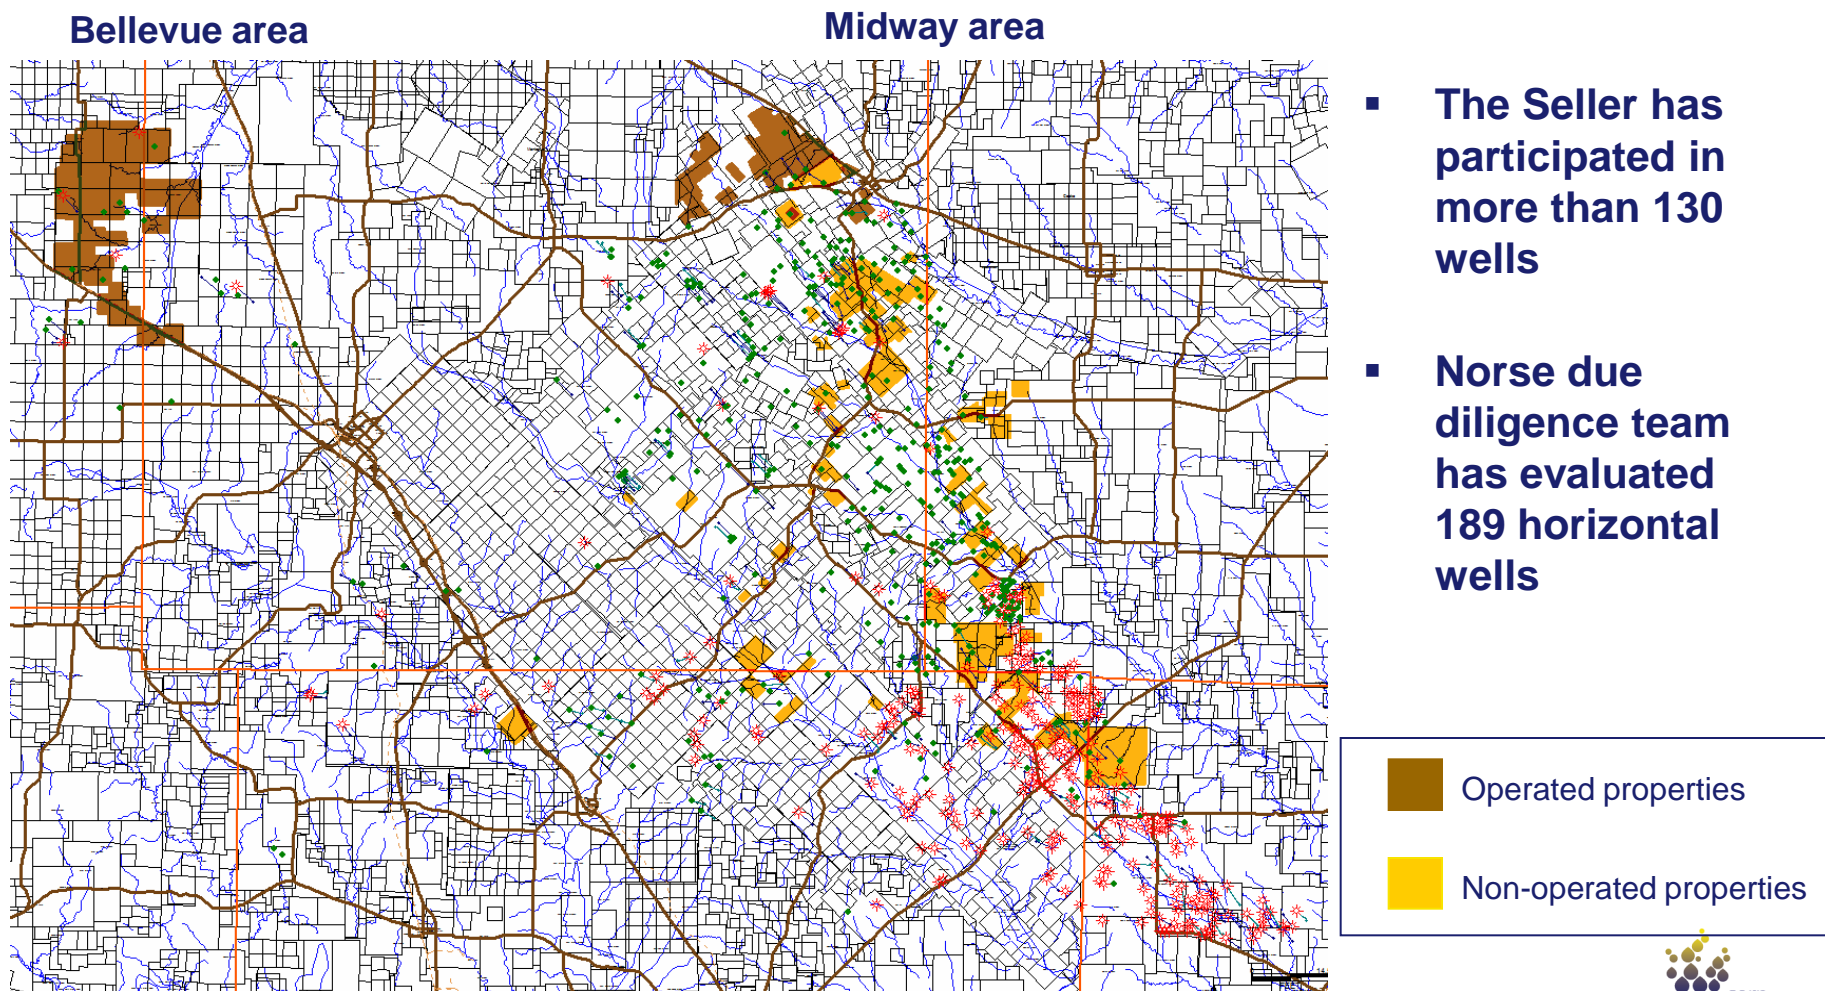 Bellevue area
Midway area
▪ The Seller has
participated in
more than 130
wells
▪ Norse due
diligence team
has evaluated
189 horizontal
wells
Operated properties
Non-operated properties